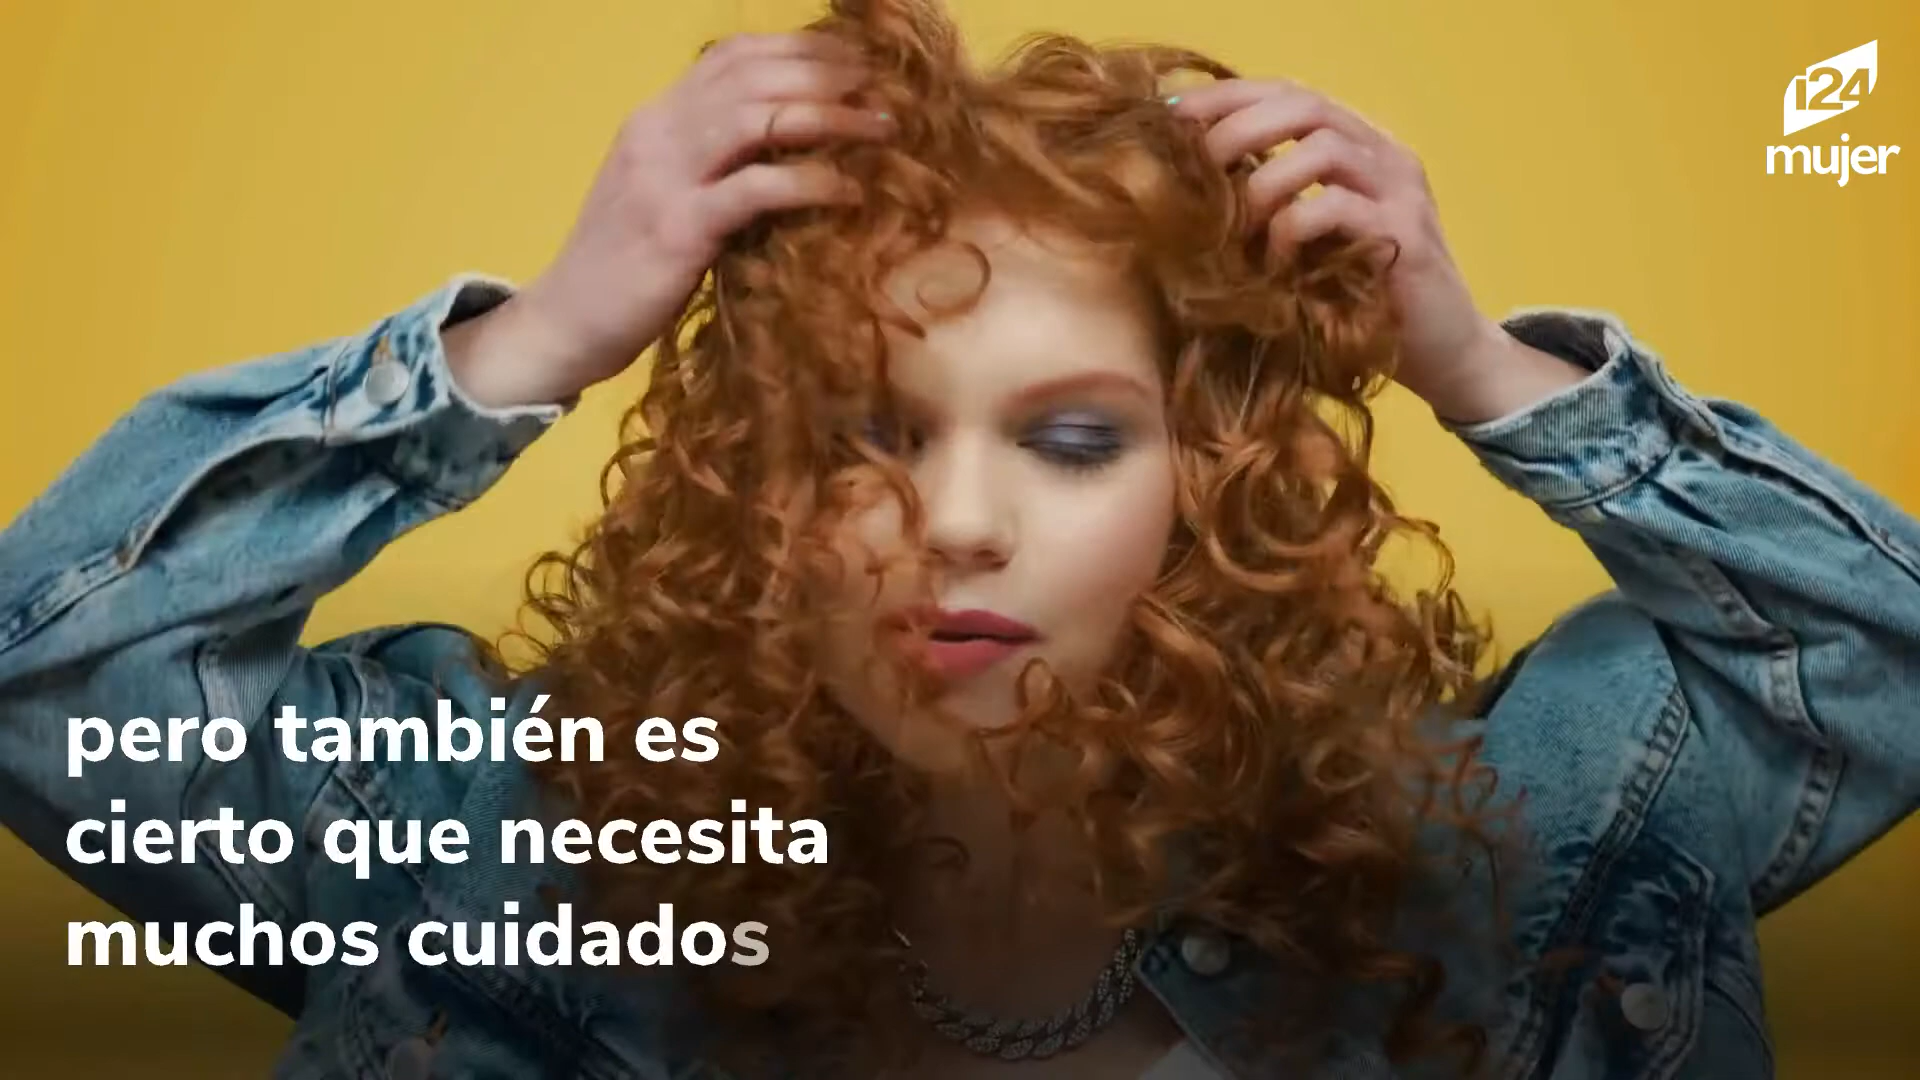 i24
mujer
pero también es
cierto que necesita
muchos cuidados